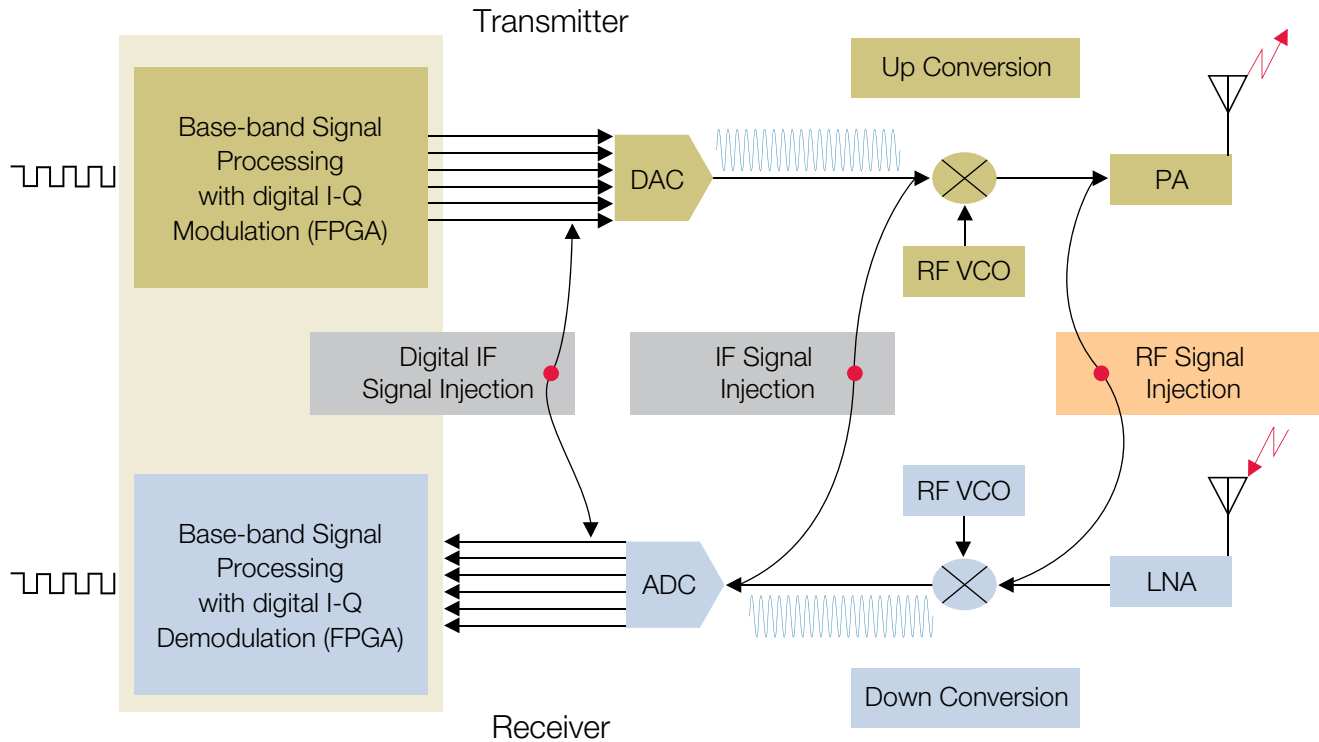 Transmitter
Up Conversion
Base-band Signal
Processing
with digital I-Q
Modulation (FPGA)
DAC
PA
RF VCO
Digital IF
Signal Injection
IF Signal
Injection
RF Signal
Injection
RF VCO
Base-band Signal
Processing
with digital I-Q
Demodulation (FPGA)
ADC
LNA
Down Conversion
Receiver